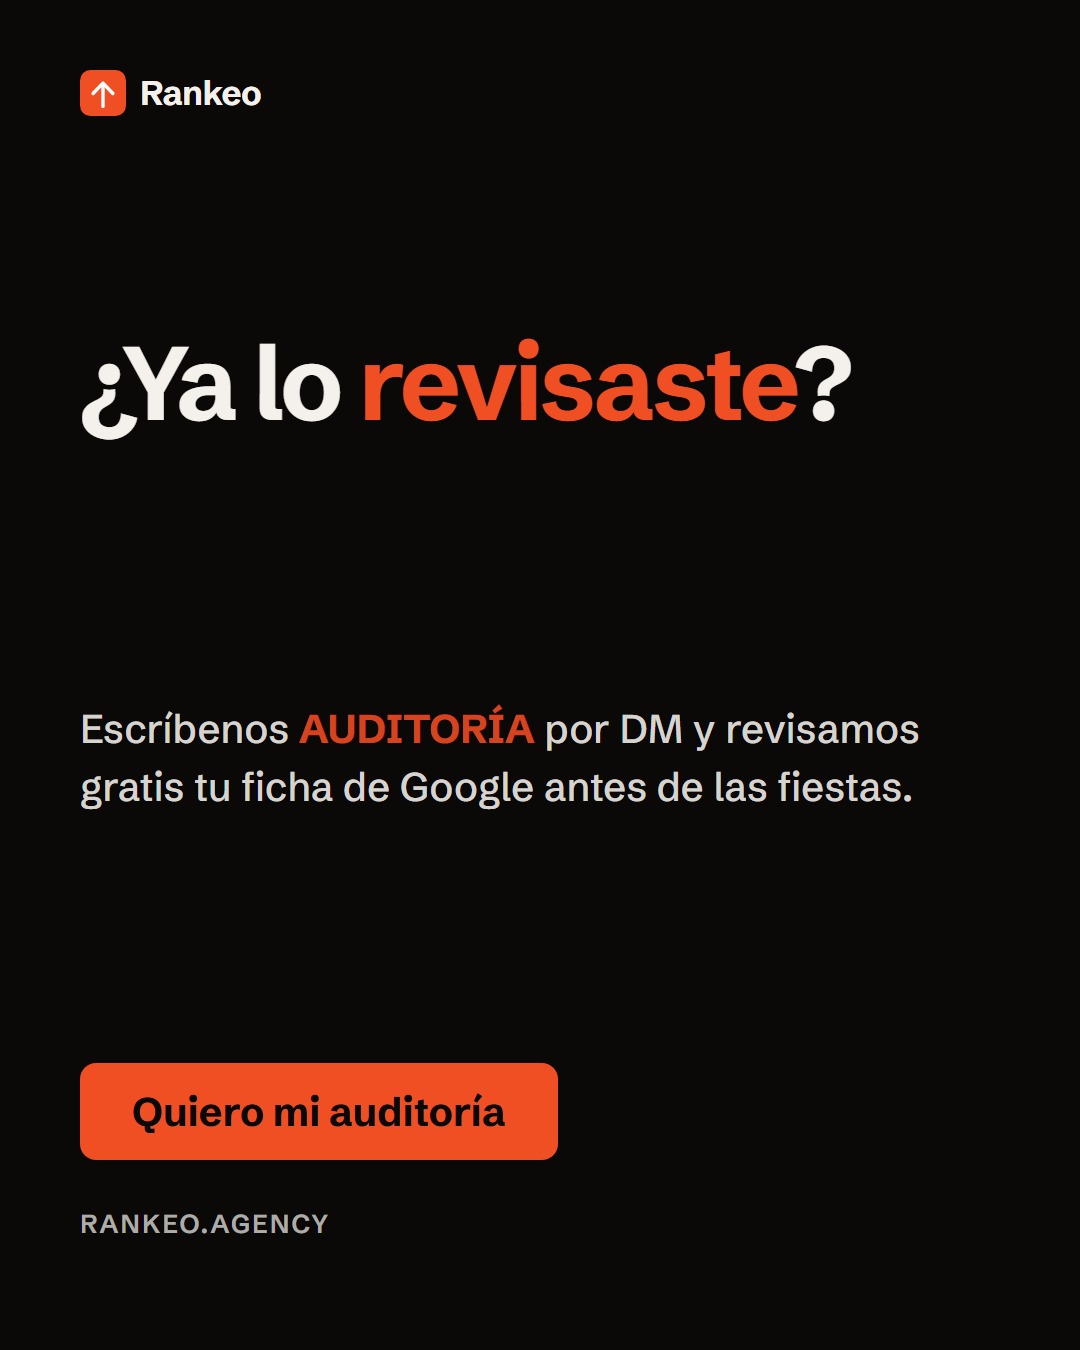 Rankeo
¿Ya lo revisaste?
Escríbenos AUDITORÍA por DM y revisamos
gratis tu ficha de Google antes de las fiestas.
Quiero mi auditoría
RANKEO.AGENCY